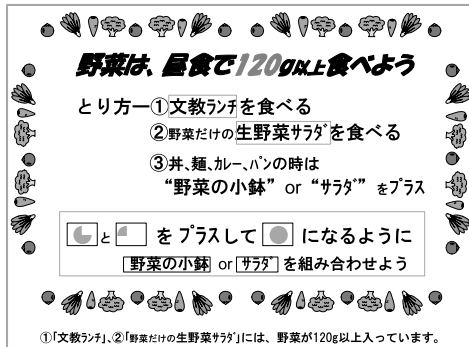 野菜は、昼食で120g以上食べよう
とり方ー①文教ランチを食べる
②野菜だけの生野菜サラダを食べる
③丼、麺、カレー、パンの時は
“野菜の小鉢” or “サラダ” をプラス
と をプラスして になるように
野菜の小鉢 or サラダ を組み合わせよう
①「文教ランチ」、②「野菜だけの生野菜サラダ」には、野菜が120g以上入っています。